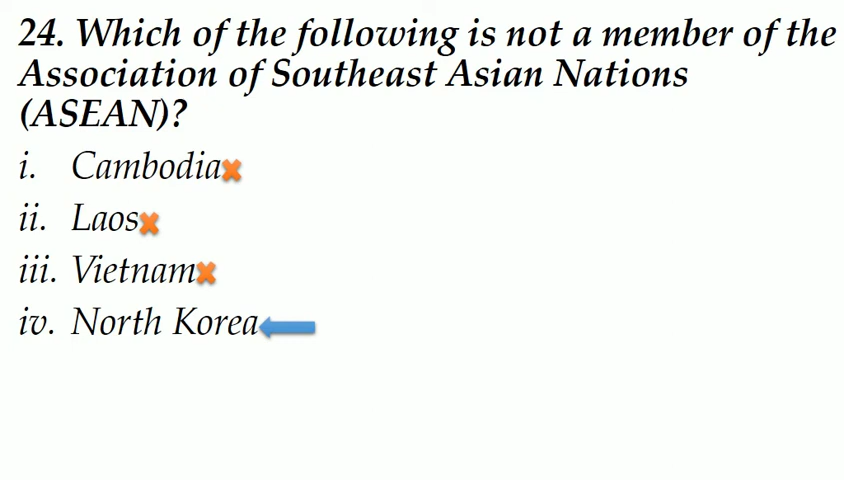 24. Which of the following is not a member of the
Association of Southeast Asian Nations
(ASEAN)?
i. Cambodia
ii. Laos
iii. Vietnam
iv. North Korea